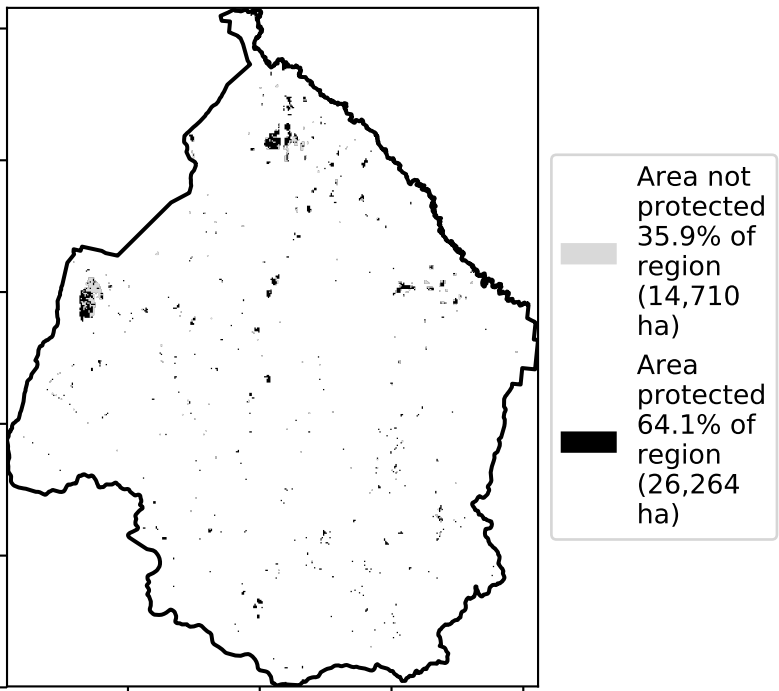 Area not
protected
35.9% of
region
(14,710
ha)
Area
protected
64.1% of
region
(26,264
ha)